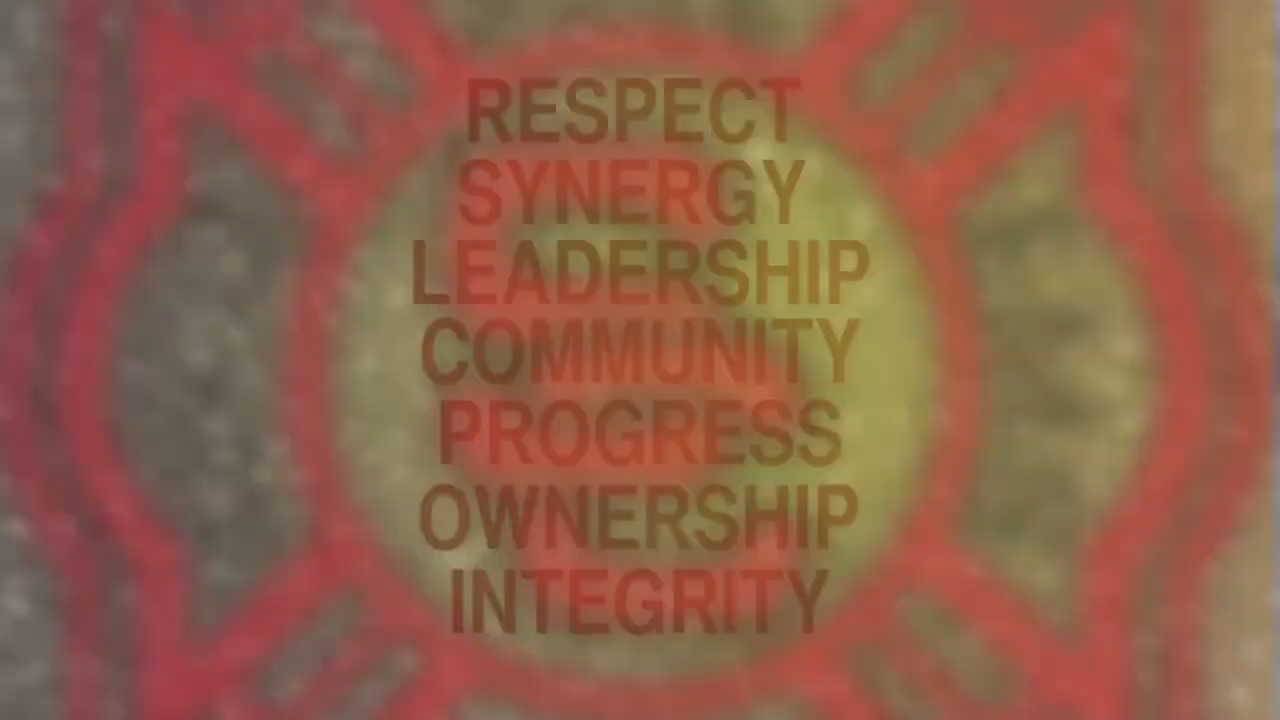 RESPECT
SYNERGY
LEADERSHIP
COMMUNITY
PROGRESS
OWNERSHIP
INTEGRITY